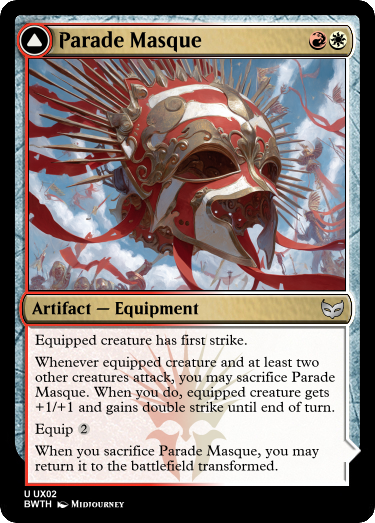 Parade Masque
Artifact — Equipment
Equipped creature has first strike.
Whenever equipped creature and at least two
other creatures attack, you may sacrifice Parade
Masque. When you do, equipped creature gets
+1/+1 and gains double strike until end of turn.
Equip 2
When you sacrifice Parade Masque, you may
return it to the battlefield transformed.
U UX02
BWTH Midjourney